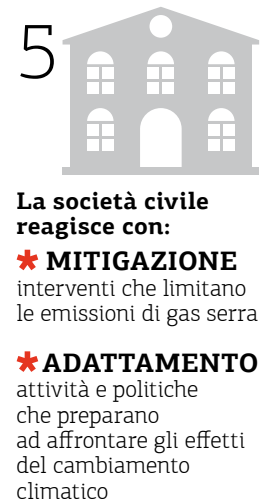 5
La società civile
reagisce con:
* MITIGAZIONE
interventi che limitano
le emissioni di gas serra
* ADATTAMENTO
attività e politiche
che preparano
ad affrontare gli effetti
del cambiamento
climatico